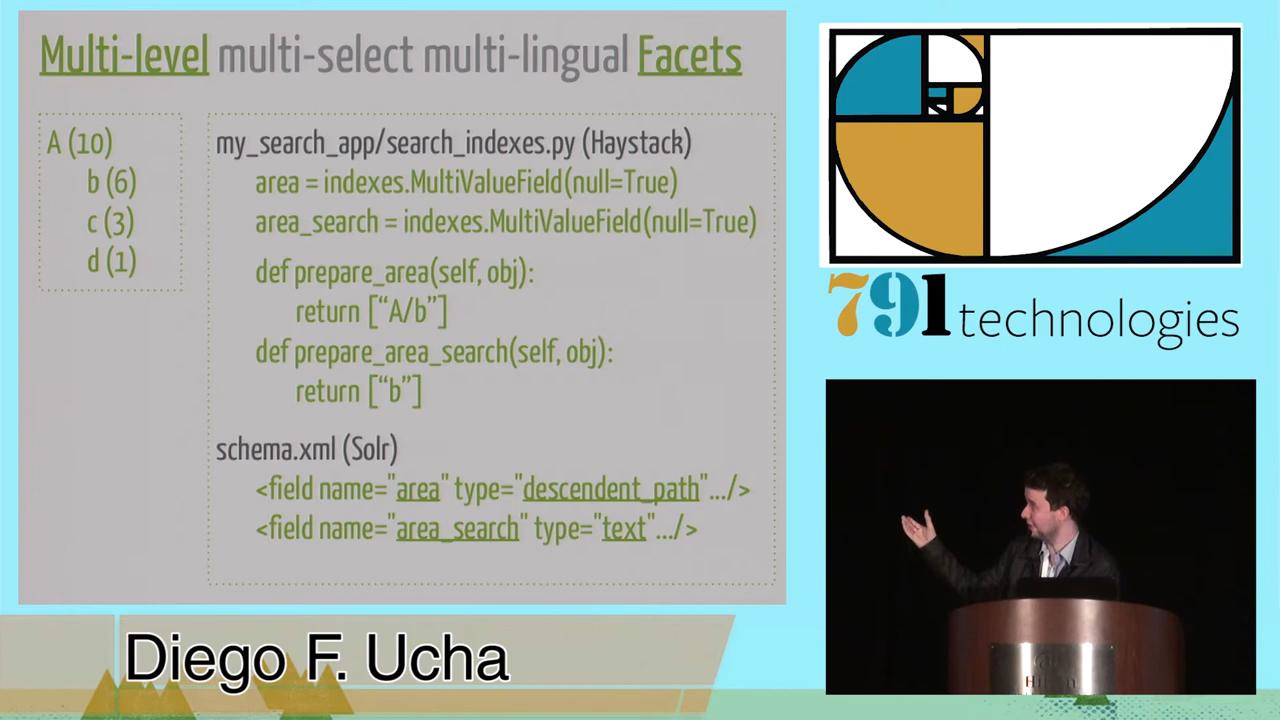 Multi-level multi-select multi-lingual Facets
A (10)
b (6)
c (3)
d (1)
my_search_app/search_indexes.py (Haystack)
area = indexes.MultiValueField(null=True)
area_search = indexes.MultiValueField(null=True)
def prepare_area(self, obj):
return [“A/b”]
def prepare_area_search(self, obj):
return [“b”]
schema.xml (Solr)
<field name="area" type="descendent_path".../>
<field name="area_search" type="text".../>
791 technologies
Hilton
Diego F. Ucha